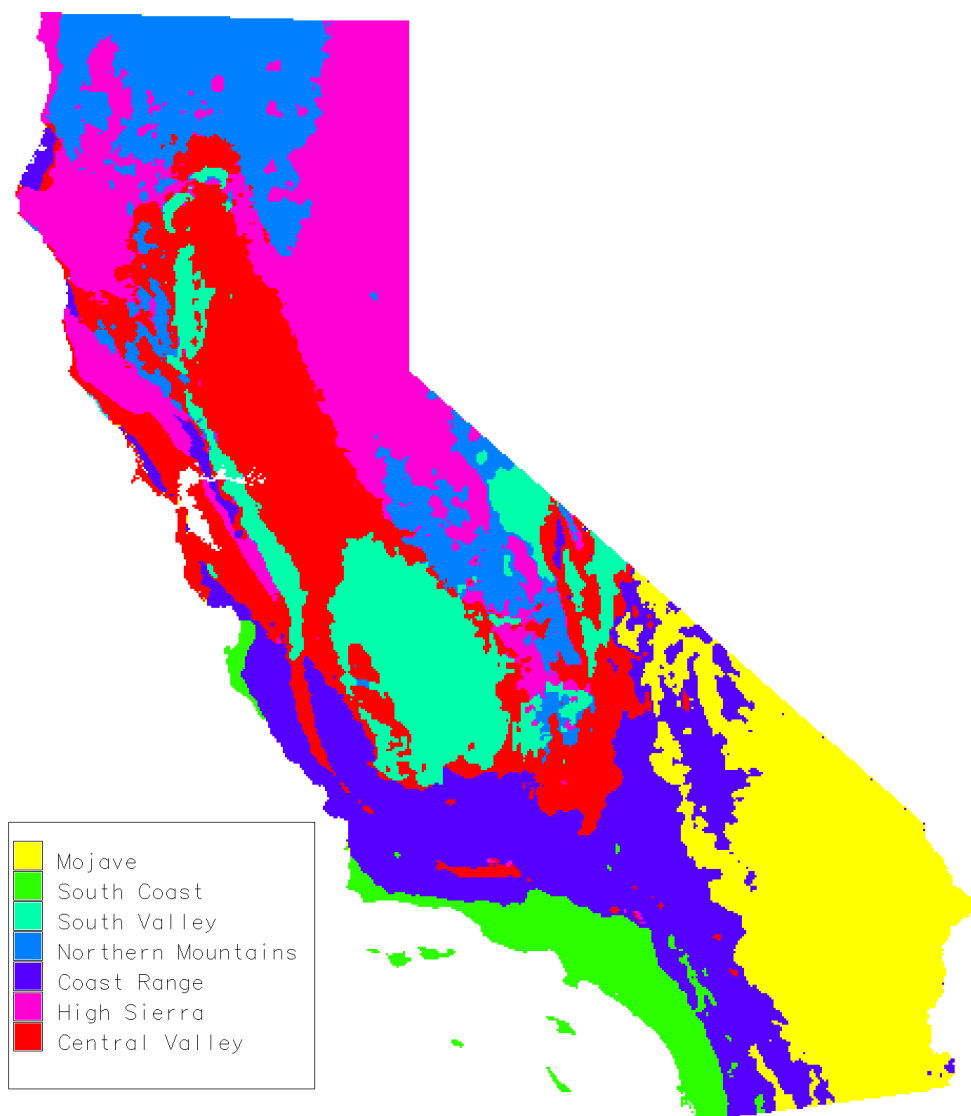 Mojave
South Coast
South Valley
Northern Mountains
Coast Range
High Sierra
Central Valley